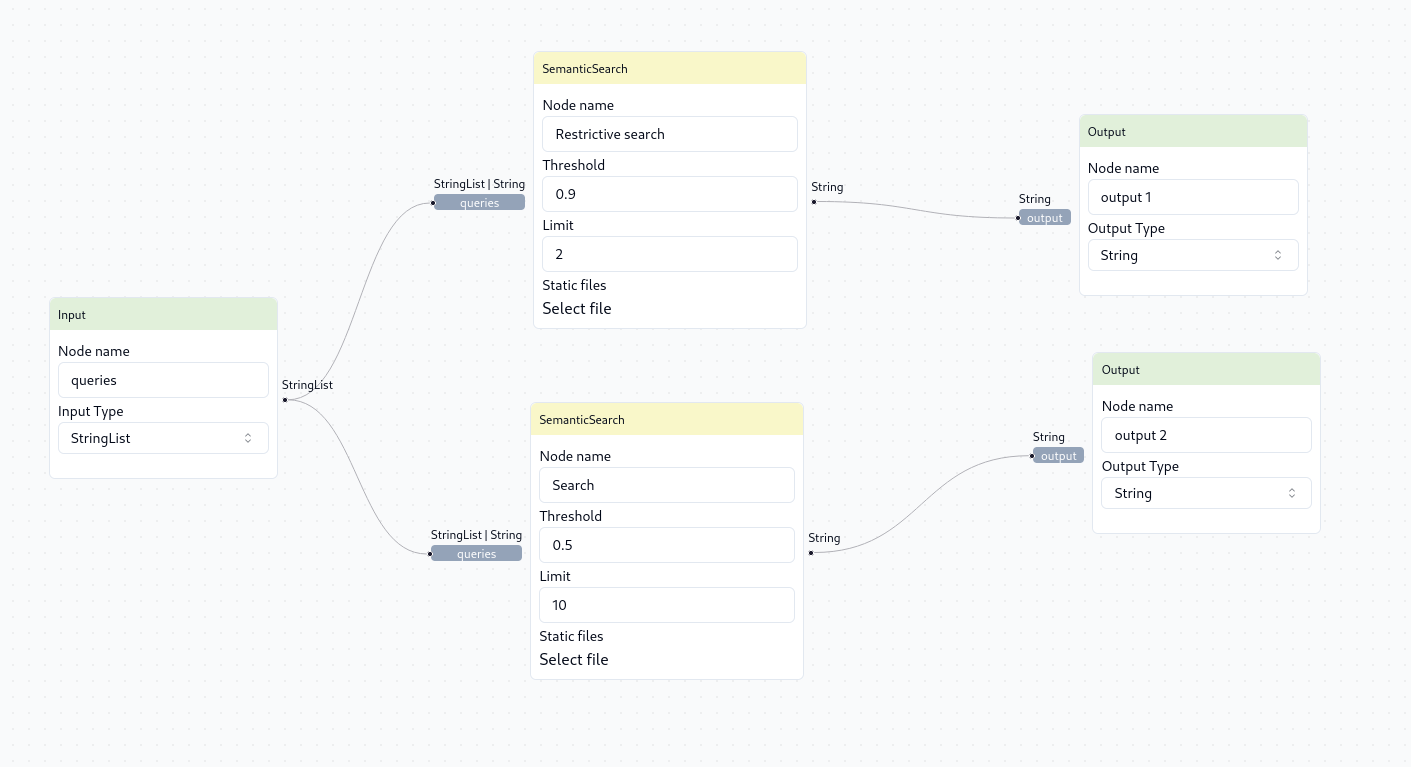 Input
Node name
queries
Input Type
StringList
StringList
StringList | String
queries
SemanticSearch
Node name
Restrictive search
Threshold
0.9
Limit
2
Static files
Select file
String
String
output
Output
Node name
output 1
Output Type
String
StringList | String
queries
SemanticSearch
Node name
Search
Threshold
0.5
Limit
10
Static files
Select file
String
String
output
Output
Node name
output 2
Output Type
String